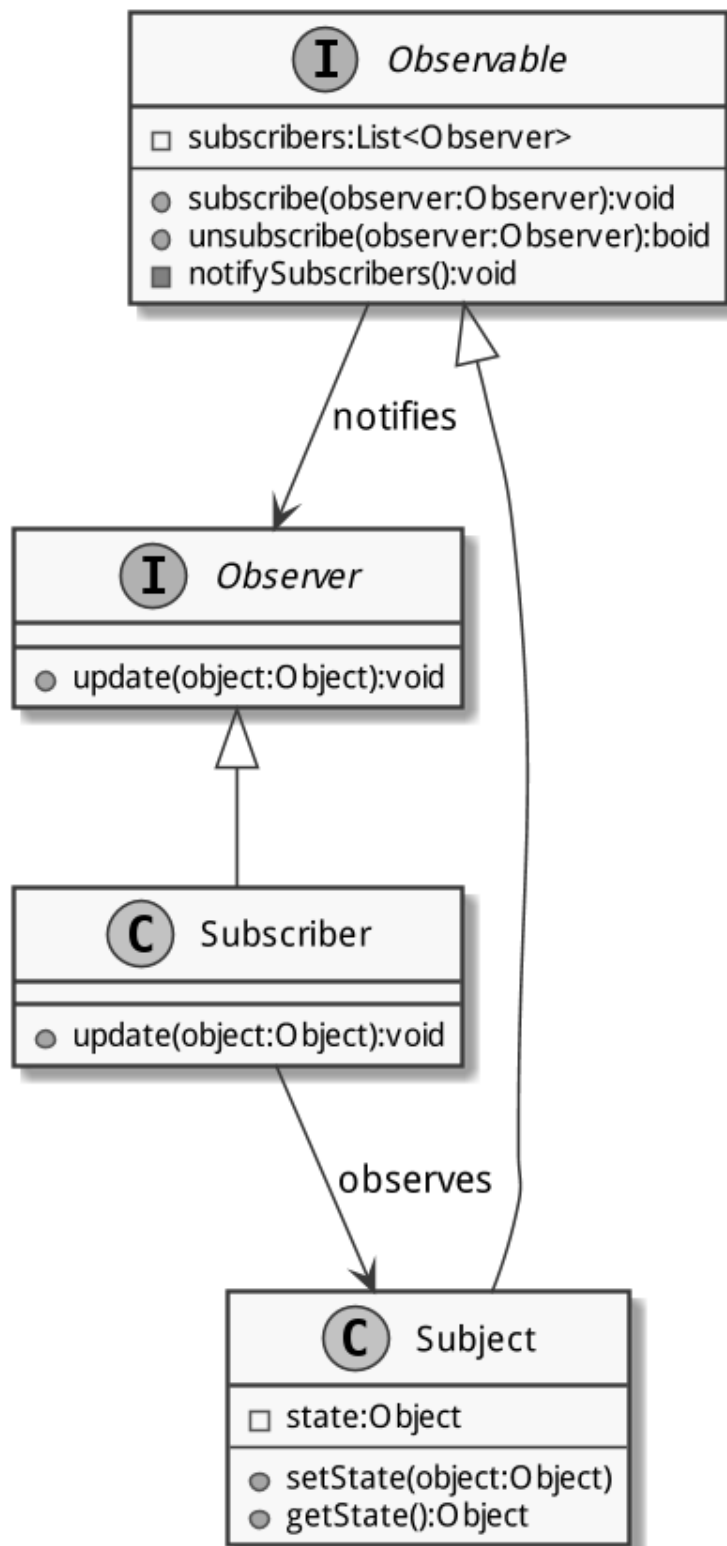 I Observable
subscribers:List<Observer>
subscribe(observer:Observer):void
unsubscribe(observer:Observer):boid
notifySubscribers():void
notifies
I Observer
update(object:Object):void
C Subscriber
update(object:Object):void
observes
C Subject
state:Object
setState(object:Object)
getState():Object